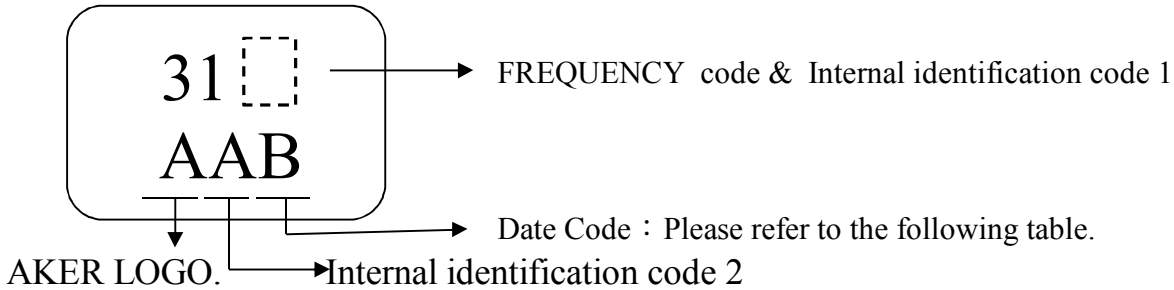 31
FREQUENCY code & Internal identification code 1
AAB
Date Code：Please refer to the following table.
AKER LOGO.
Internal identification code 2